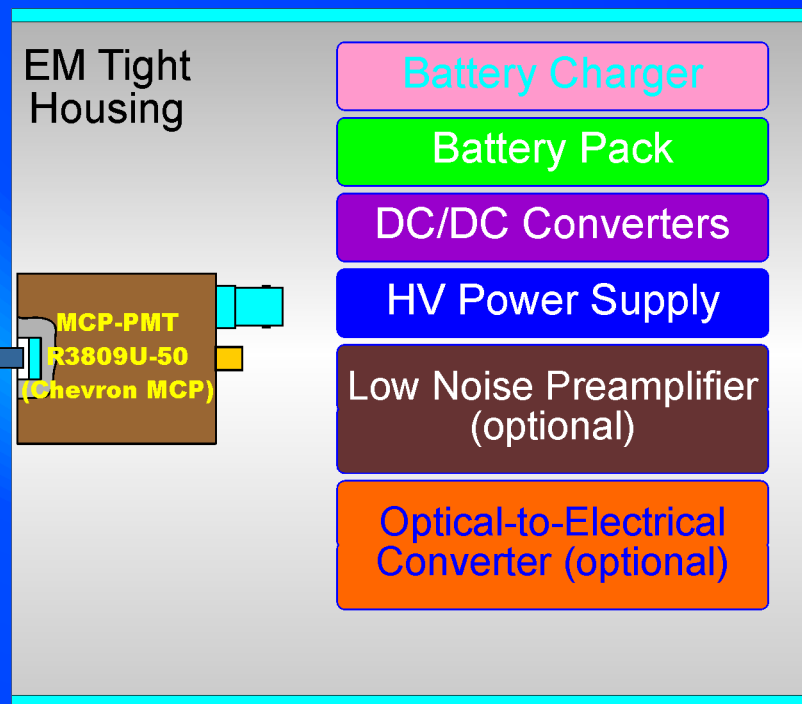 EM Tight
Housing
Battery Charger
Battery Pack
DC/DC Converters
HV Power Supply
MCP-PMT
R3809U-50
(Chevron MCP)
Low Noise Preamplifier
(optional)
Optical-to-Electrical
Converter (optional)